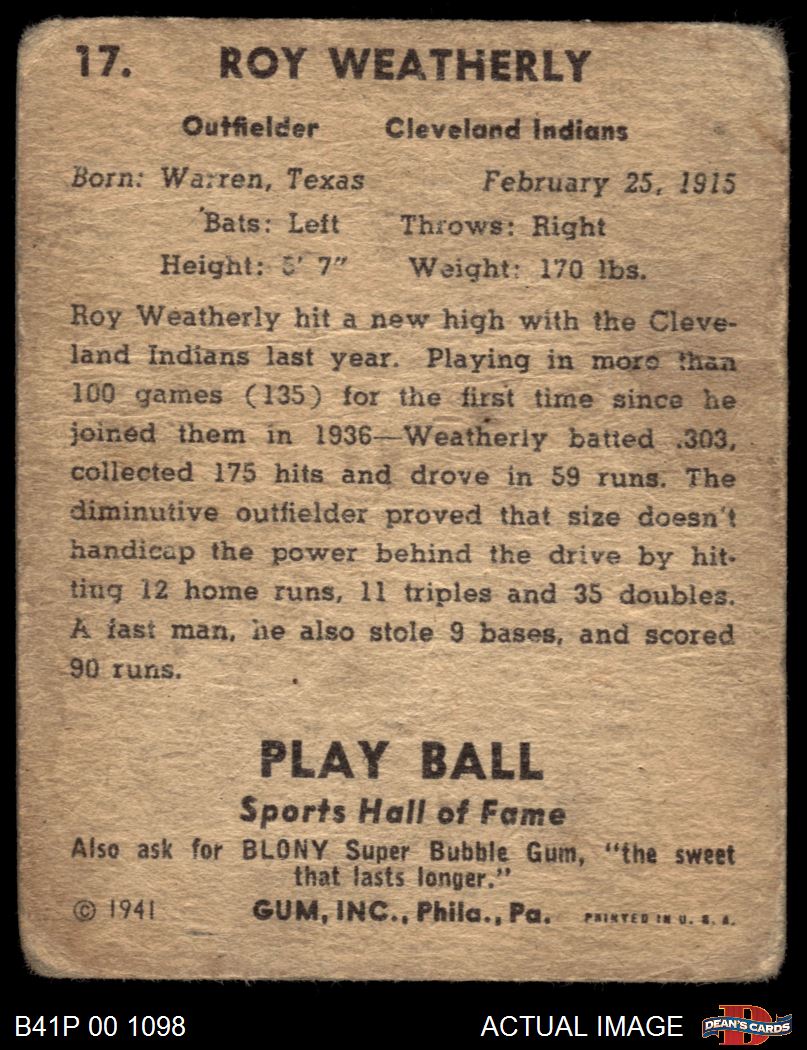 17. ROY WEATHERLY
Outfielder Cleveland Indians
Born: Warren, Texas February 25, 1915
Bats: Left Throws: Right
Height: 5' 7" Weight: 170 lbs.
Roy Weatherly hit a new high with the Cleve-
land Indians last year. Playing in more than
100 games (135) for the first time since he
joined them in 1936—Weatherly batted .303,
collected 175 hits and drove in 59 runs. The
diminutive outfielder proved that size doesn't
handicap the power behind the drive by hit-
ting 12 home runs, 11 triples and 35 doubles.
A fast man, he also stole 9 bases, and scored
90 runs.
PLAY BALL
Sports Hall of Fame
Also ask for BLONY Super Bubble Gum, "the sweet
that lasts longer."
© 1941 GUM, INC., Phila., Pa. PRINTED IN U. S. A.
B41P 00 1098 ACTUAL IMAGE D DEAN'S CARDS